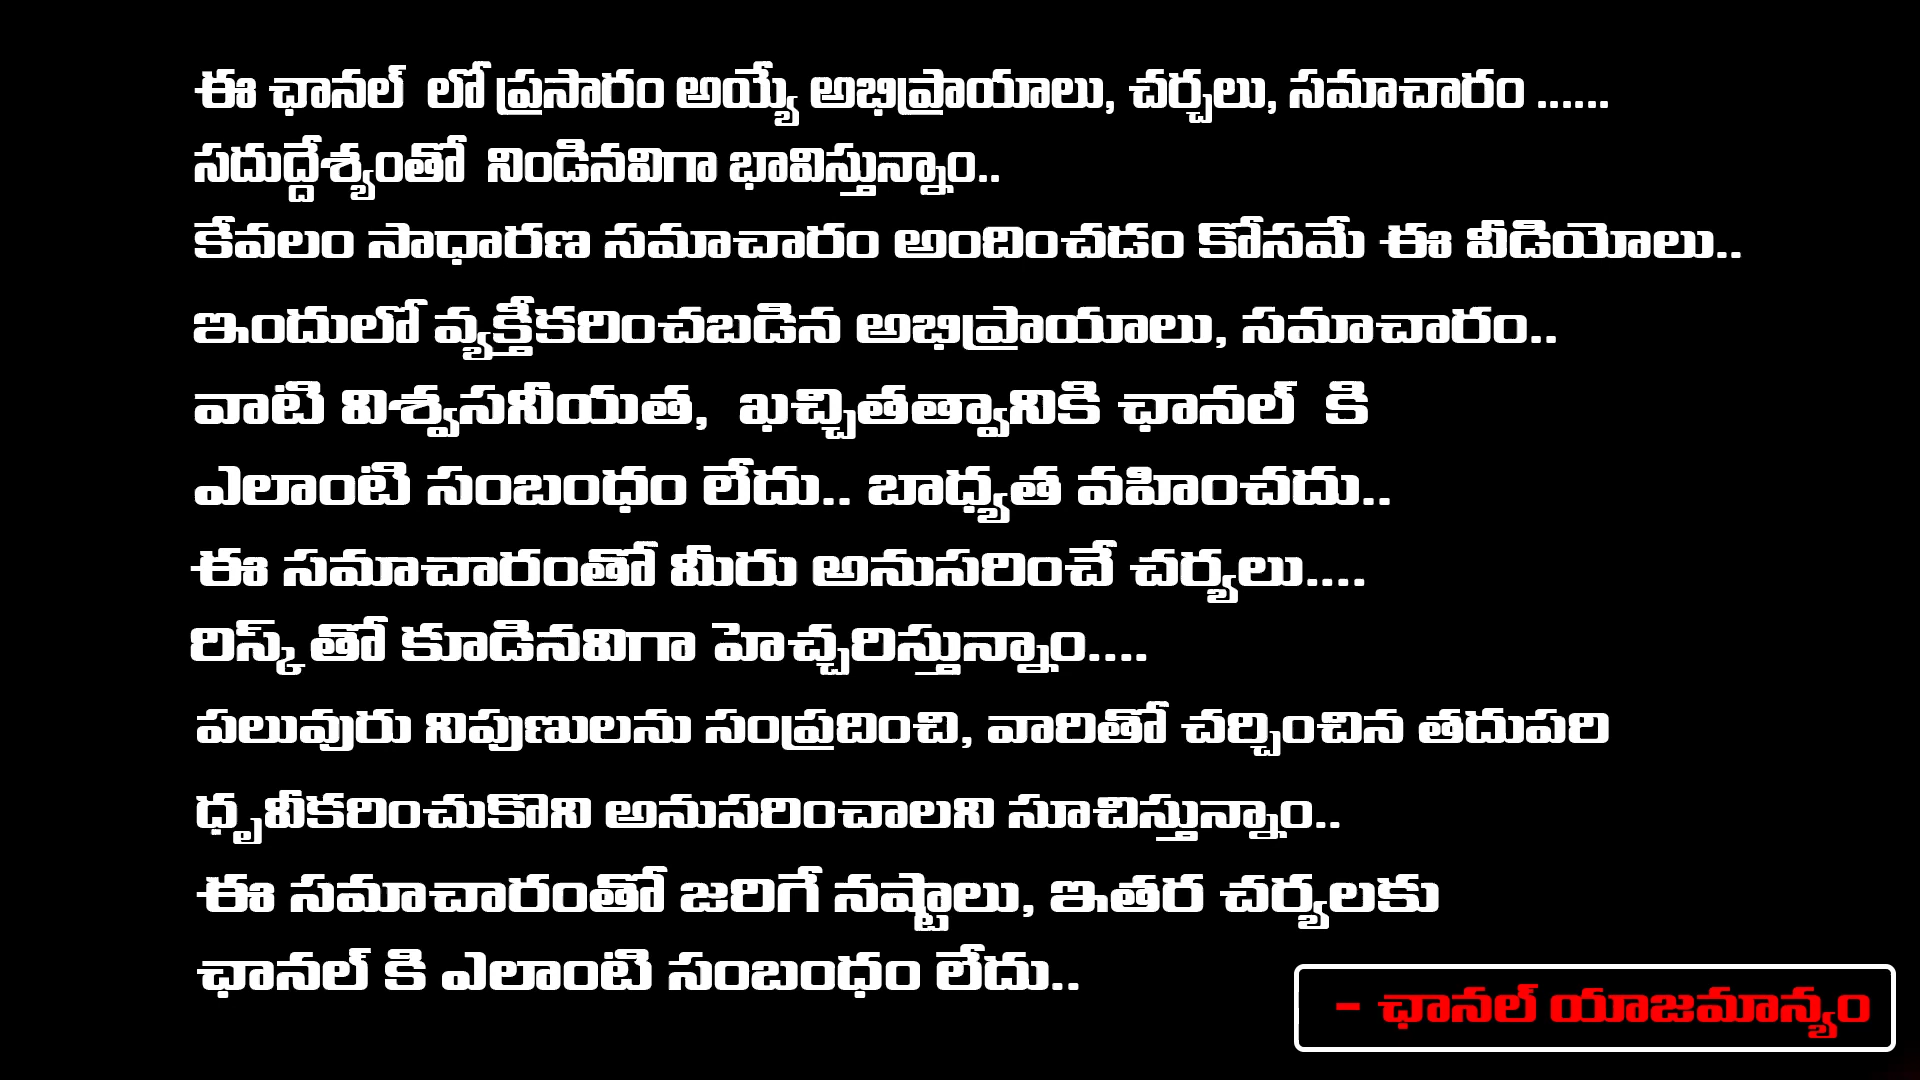 ఈ ఛానల్ లో ప్రసారం అయ్యే అభిప్రాయాలు, చర్చలు, సమాచారం ......
సదుద్దేశ్యంతో నిండినవిగా భావిస్తున్నాం..
కేవలం సాధారణ సమాచారం అందించడం కోసమే ఈ వీడియోలు..
ఇందులో వ్యక్తీకరించబడిన అభిప్రాయాలు, సమాచారం..
వాటి విశ్వసనీయత, ఖచ్చితత్వానికి ఛానల్ కి
ఎలాంటి సంబంధం లేదు.. బాధ్యత వహించదు..
ఈ సమాచారంతో మీరు అనుసరించే చర్యలు....
రిస్క్ తో కూడినవిగా హెచ్చరిస్తున్నాం....
పలువురు నిపుణులను సంప్రదించి, వారితో చర్చించిన తదుపరి
ధృవీకరించుకొని అనుసరించాలని సూచిస్తున్నాం..
ఈ సమాచారంతో జరిగే నష్టాలు, ఇతర చర్యలకు
ఛానల్ కి ఎలాంటి సంబంధం లేదు..
- ఛానల్ యాజమాన్యం